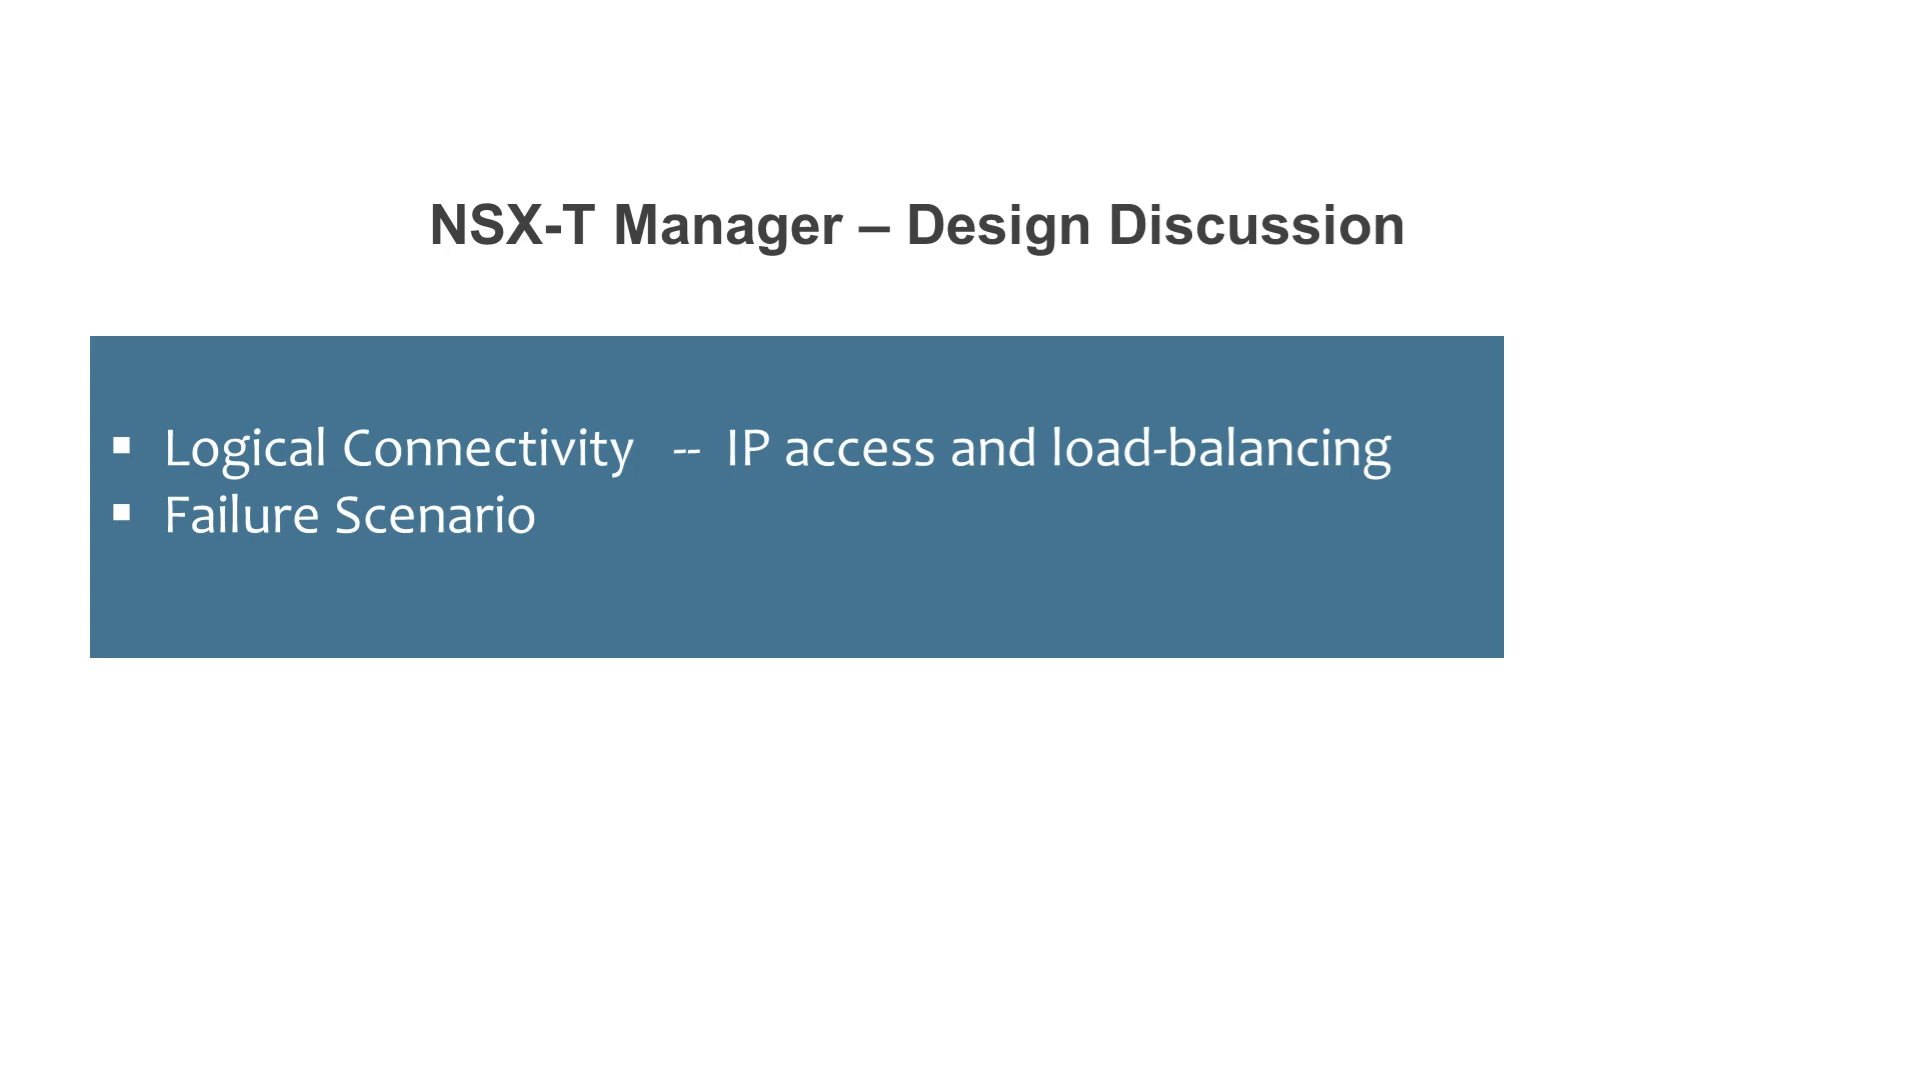 NSX-T Manager – Design Discussion
▪ Logical Connectivity -- IP access and load-balancing
▪ Failure Scenario